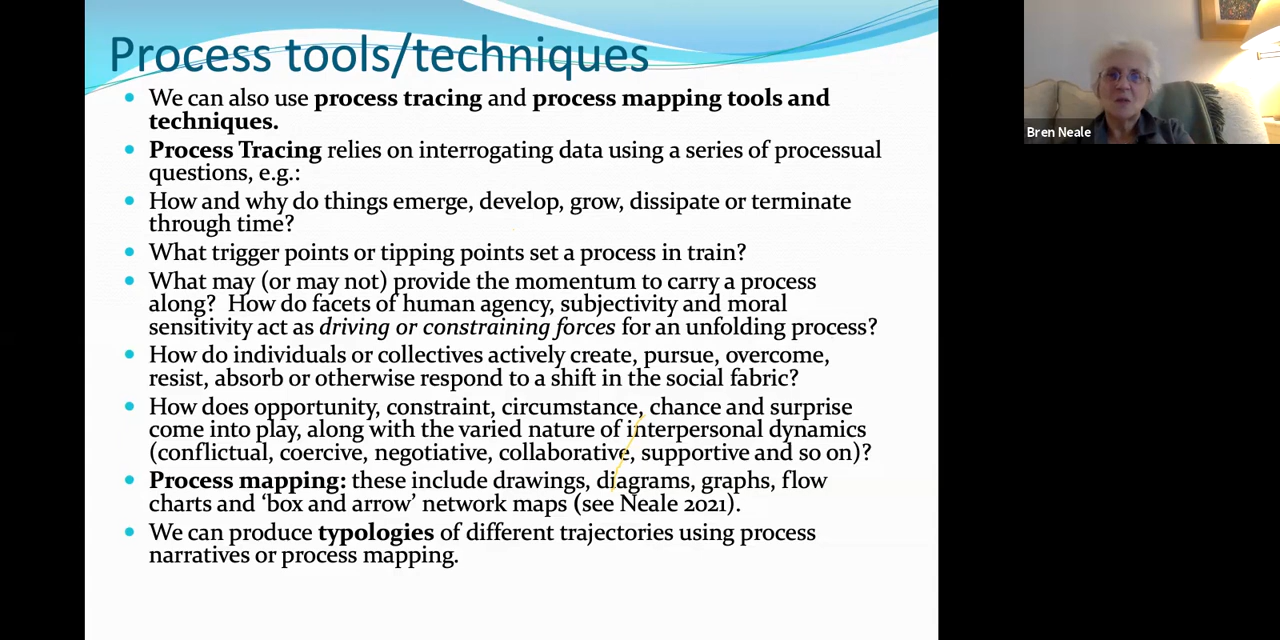 Process tools/techniques
• We can also use process tracing and process mapping tools and
techniques.
• Process Tracing relies on interrogating data using a series of processual
questions, e.g.:
• How and why do things emerge, develop, grow, dissipate or terminate
through time?
• What trigger points or tipping points set a process in train?
• What may (or may not) provide the momentum to carry a process
along?  How do facets of human agency, subjectivity and moral
sensitivity act as driving or constraining forces for an unfolding process?
• How do individuals or collectives actively create, pursue, overcome,
resist, absorb or otherwise respond to a shift in the social fabric?
• How does opportunity, constraint, circumstance, chance and surprise
come into play, along with the varied nature of interpersonal dynamics
(conflictual, coercive, negotiative, collaborative, supportive and so on)?
• Process mapping: these include drawings, diagrams, graphs, flow
charts and ‘box and arrow’ network maps (see Neale 2021).
• We can produce typologies of different trajectories using process
narratives or process mapping.
Bren Neale